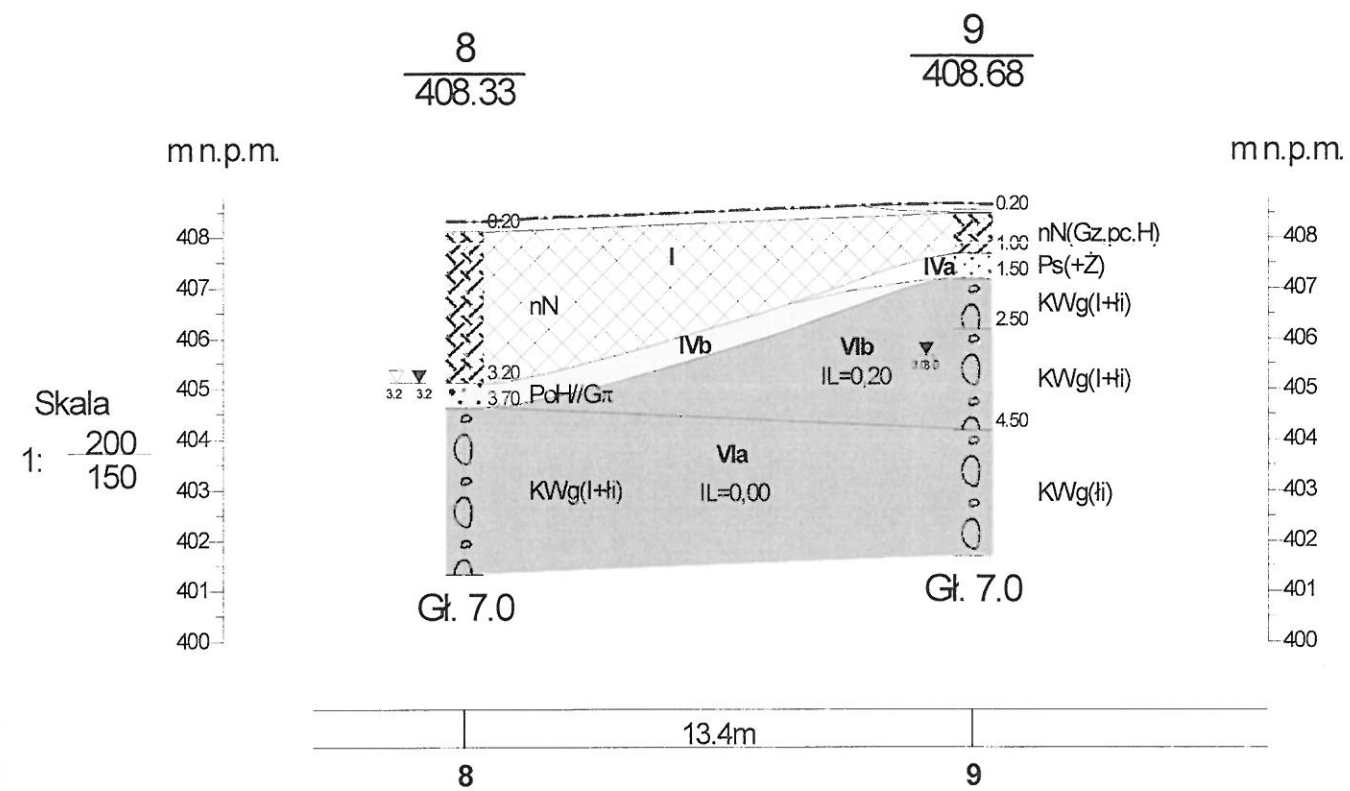 8
408.33
9
408.68
m n.p.m.
m n.p.m.
0.20
0.20
408
nN(Gz.pc.H)
408
I
1.00
IVa
1.50
Ps(+Ż)
407
nN
407
KWg(I+łi)
2.50
406
IVb
VIb
406
3.20
IL=0,20
KWg(I+łi)
405
405
3.2
3.2
3.70
PoH//Gπ
Skala
4.50
404
404
1:
200
150
VIa
403
KWg(I+łi)
IL=0,00
KWg(łi)
403
402
402
401
Gł. 7.0
Gł. 7.0
401
400
400
13.4m
8
9